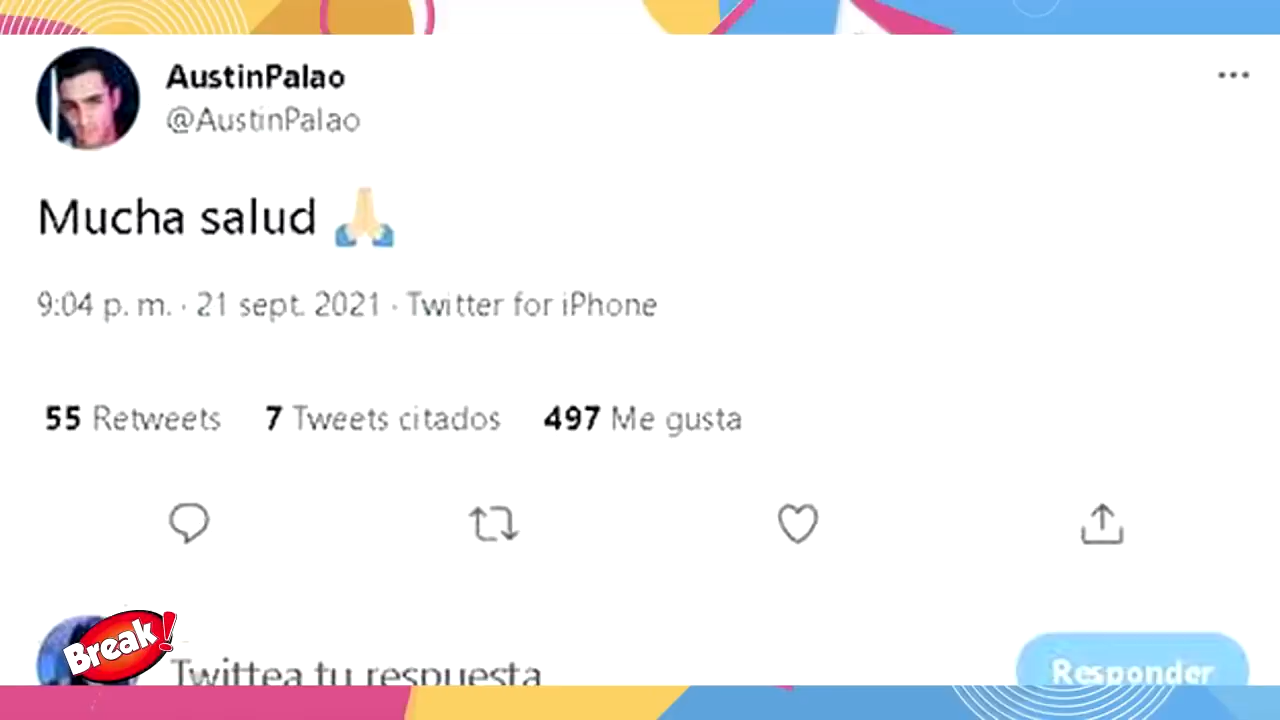 AustinPalao
@AustinPalao
Mucha salud 🙏🏻
9:04 p. m. · 21 sept. 2021 · Twitter for iPhone
55 Retweets 7 Tweets citados 497 Me gusta
Break!
Twittea tu respuesta
Responder